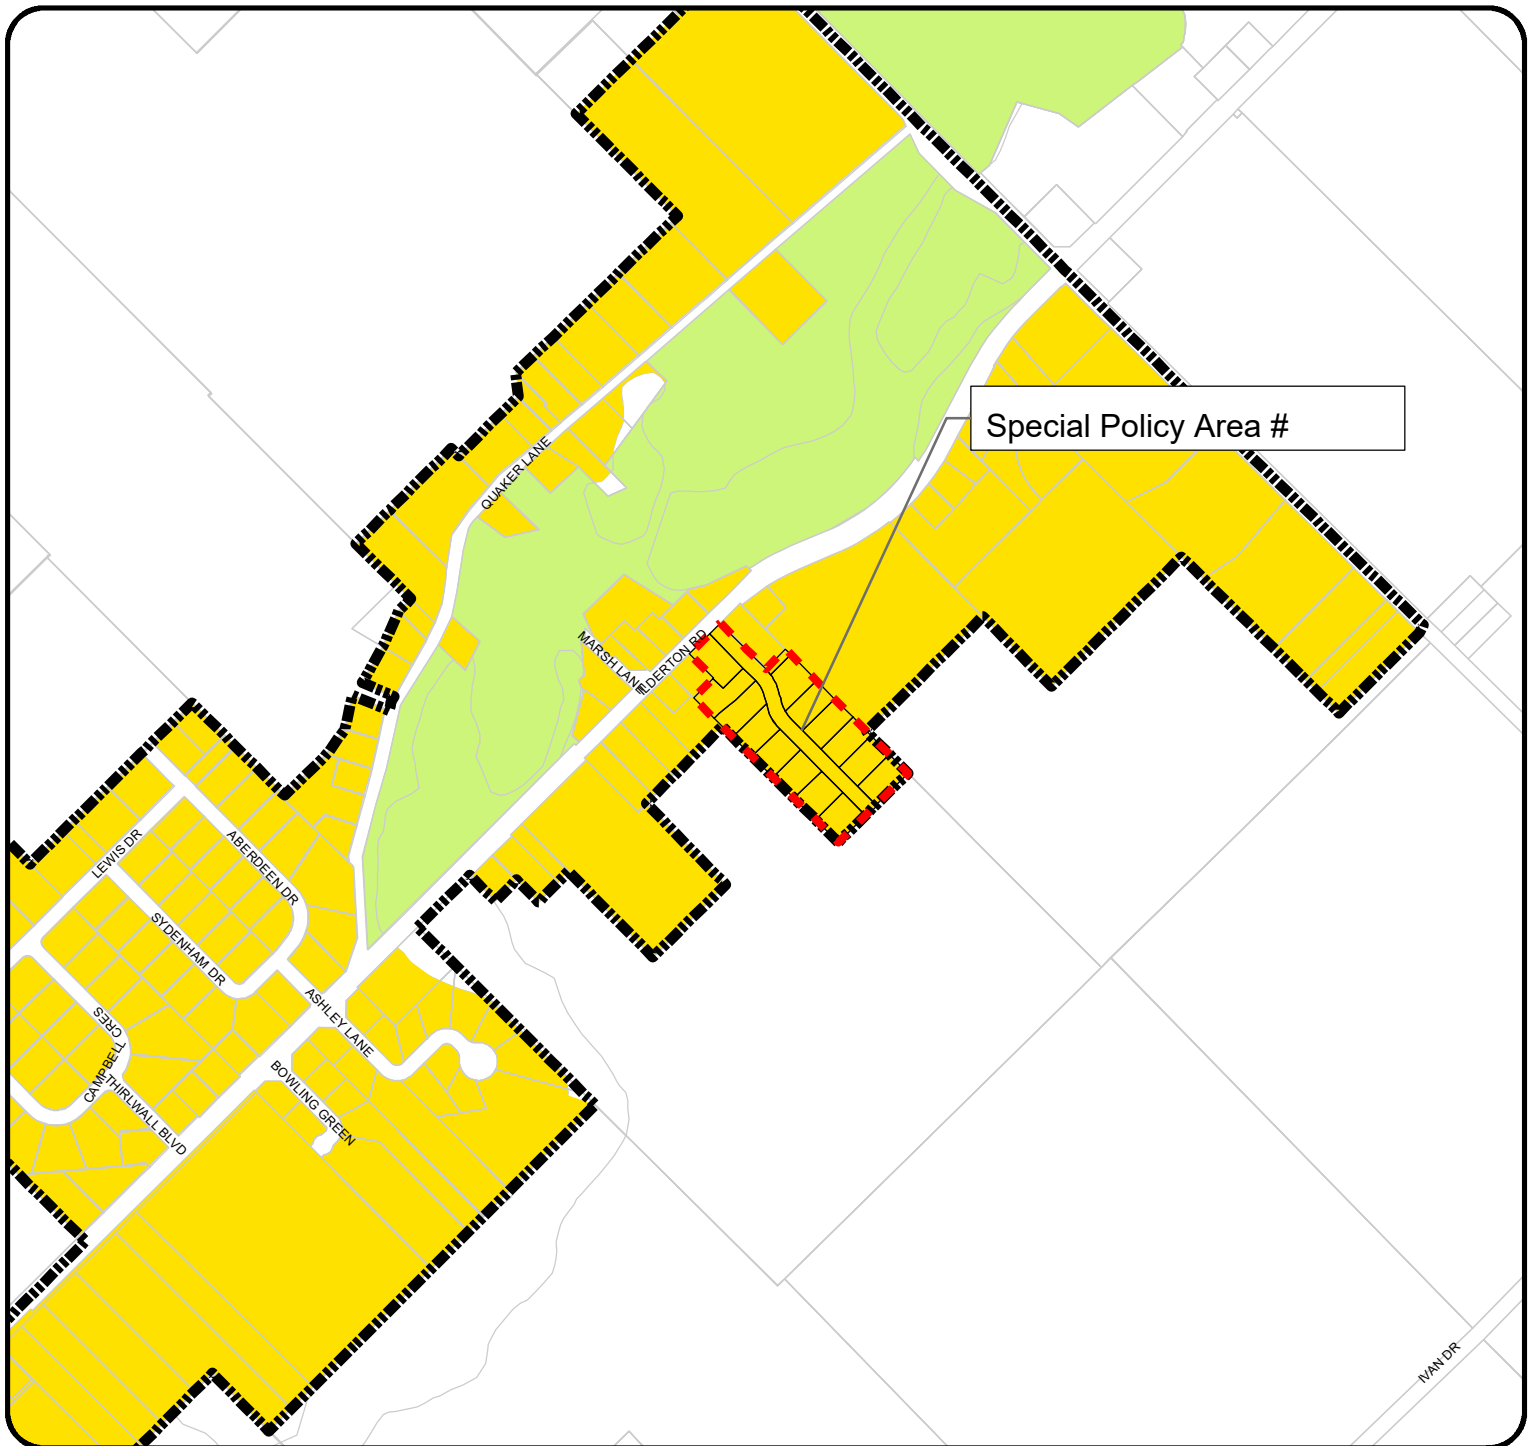 Special Policy Area #
QUAKER LANE
MARSH LANE
ILDERTON RD
LEWIS DR
ABERDEEN DR
SYDENHAM DR
ASHLEY LANE
CAMPBELL CRES
THIRLWALL BLVD
BOWLING GREEN
IVAN DR